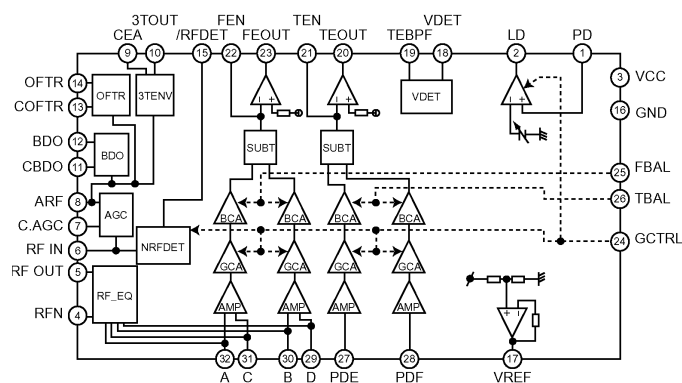 3TOUT FEN TEN VDET
CEA /RFDET FEOUT TEOUT TEBPF LD PD
9 10 15 22 23 21 20 19 18 2 1
OFTR 14 OFTR 3TENV VDET 3 VCC
COFTR 13 16 GND
BDO 12 BDO SUBT SUBT
CBDO 11 25 FBAL
ARF 8 AGC BCA BCA BCA BCA 26 TBAL
C.AGC 7
RF IN 6 NRFDET 24 GCTRL
RF OUT 5 RF_EQ GCA GCA GCA GCA
RFN 4 AMP AMP AMP AMP
32 31 30 29 27 28 17
A C B D PDE PDF VREF